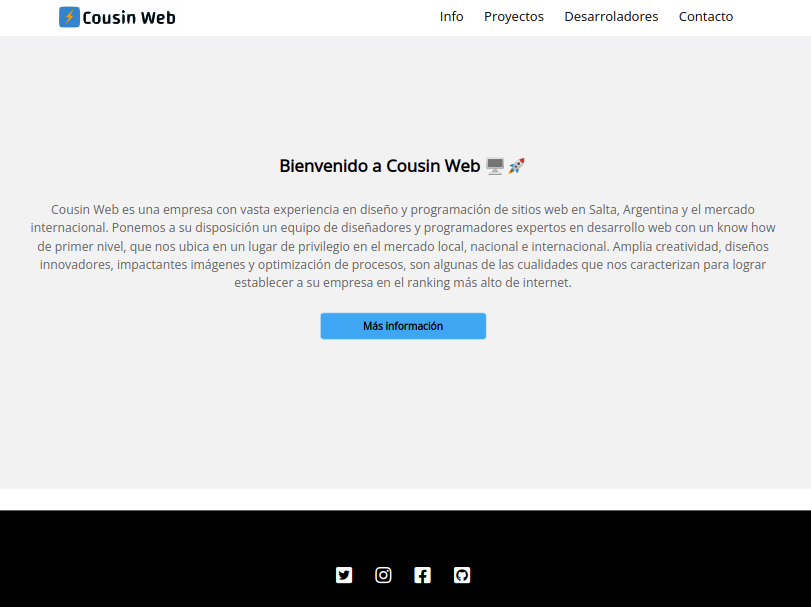 Cousin Web
Info Proyectos Desarroladores Contacto
Bienvenido a Cousin Web 🖥️🚀
Cousin Web es una empresa con vasta experiencia en diseño y programación de sitios web en Salta, Argentina y el mercado
internacional. Ponemos a su disposición un equipo de diseñadores y programadores expertos en desarrollo web con un know how
de primer nivel, que nos ubica en un lugar de privilegio en el mercado local, nacional e internacional. Amplia creatividad, diseños
innovadores, impactantes imágenes y optimización de procesos, son algunas de las cualidades que nos caracterizan para lograr
establecer a su empresa en el ranking más alto de internet.
Más información